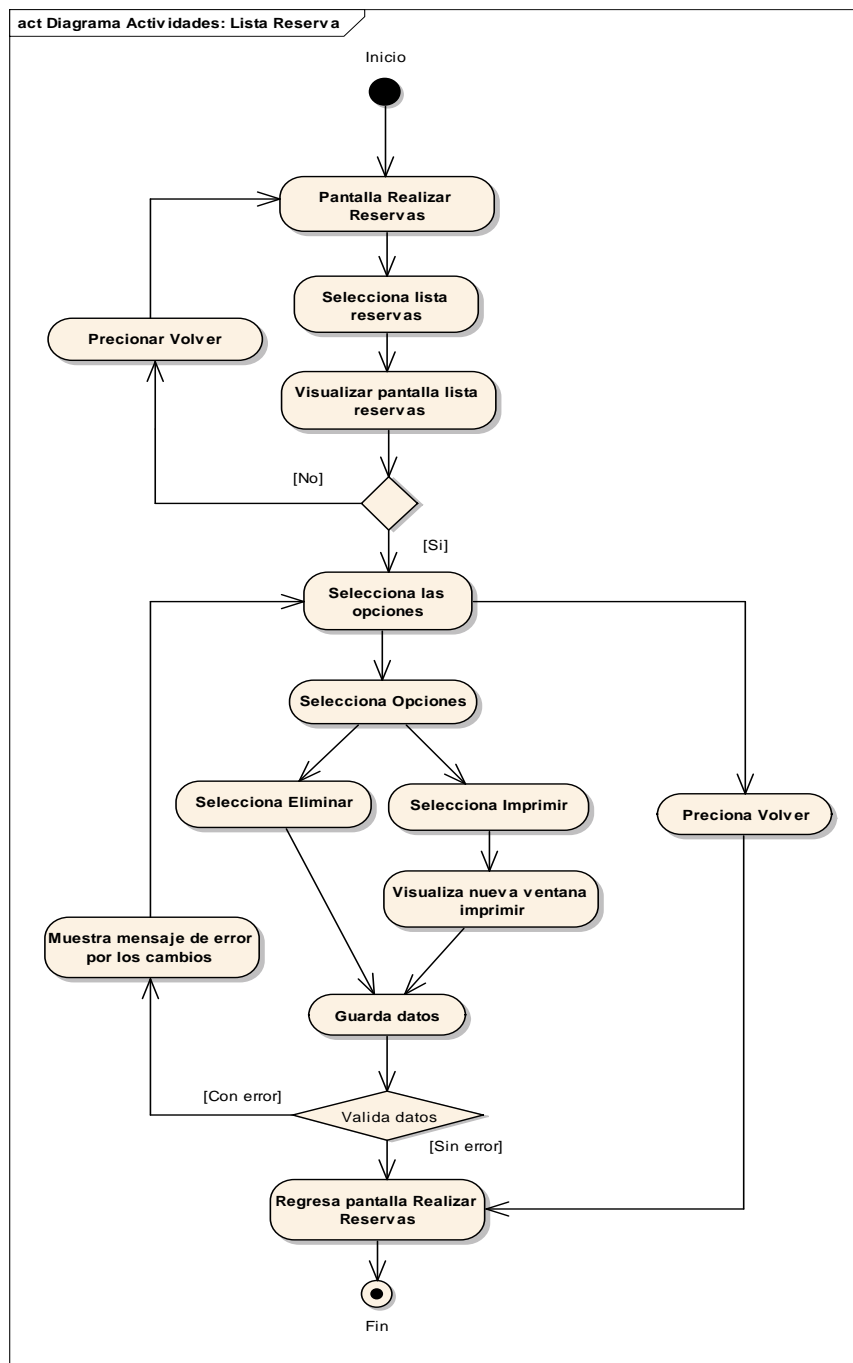 act Diagrama Actividades: Lista Reserva
Inicio
Pantalla Realizar
Reservas
Selecciona lista
reservas
Precionar Volver
Visualizar pantalla lista
reservas
[No]
[Si]
Selecciona las
opciones
Selecciona Opciones
Selecciona Eliminar
Selecciona Imprimir
Preciona Volver
Visualiza nueva ventana
imprimir
Muestra mensaje de error
por los cambios
Guarda datos
[Con error]
Valida datos
[Sin error]
Regresa pantalla Realizar
Reservas
Fin